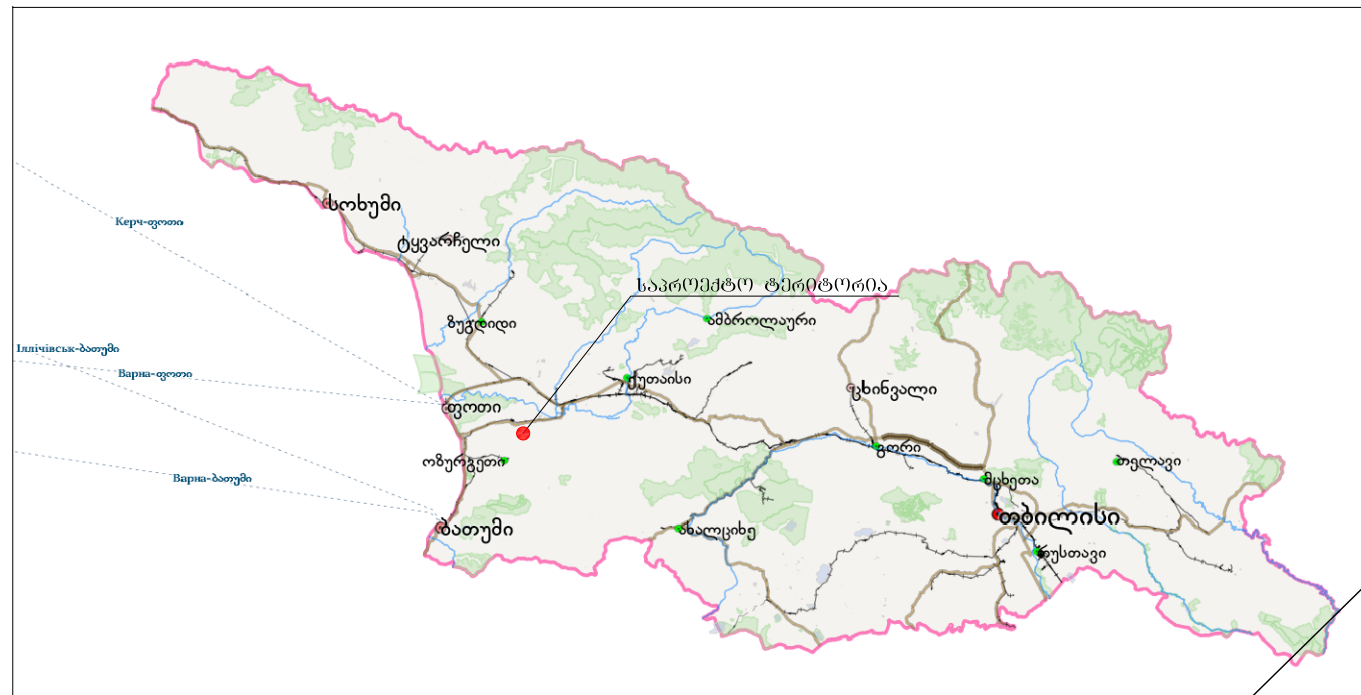 სოხუმი
Керч-ფოთი
ტყვარჩელი
საპროექტო ტერიტორია
ზუგდიდი
ამბროლაური
Іллічівськ-ბათუმი
Варна-ფოთი
ქუთაისი
ცხინვალი
ფოთი
გორი
ოზურგეთი
თელავი
Варна-ბათუმი
მცხეთა
თბილისი
ბათუმი
ახალციხე
რუსთავი